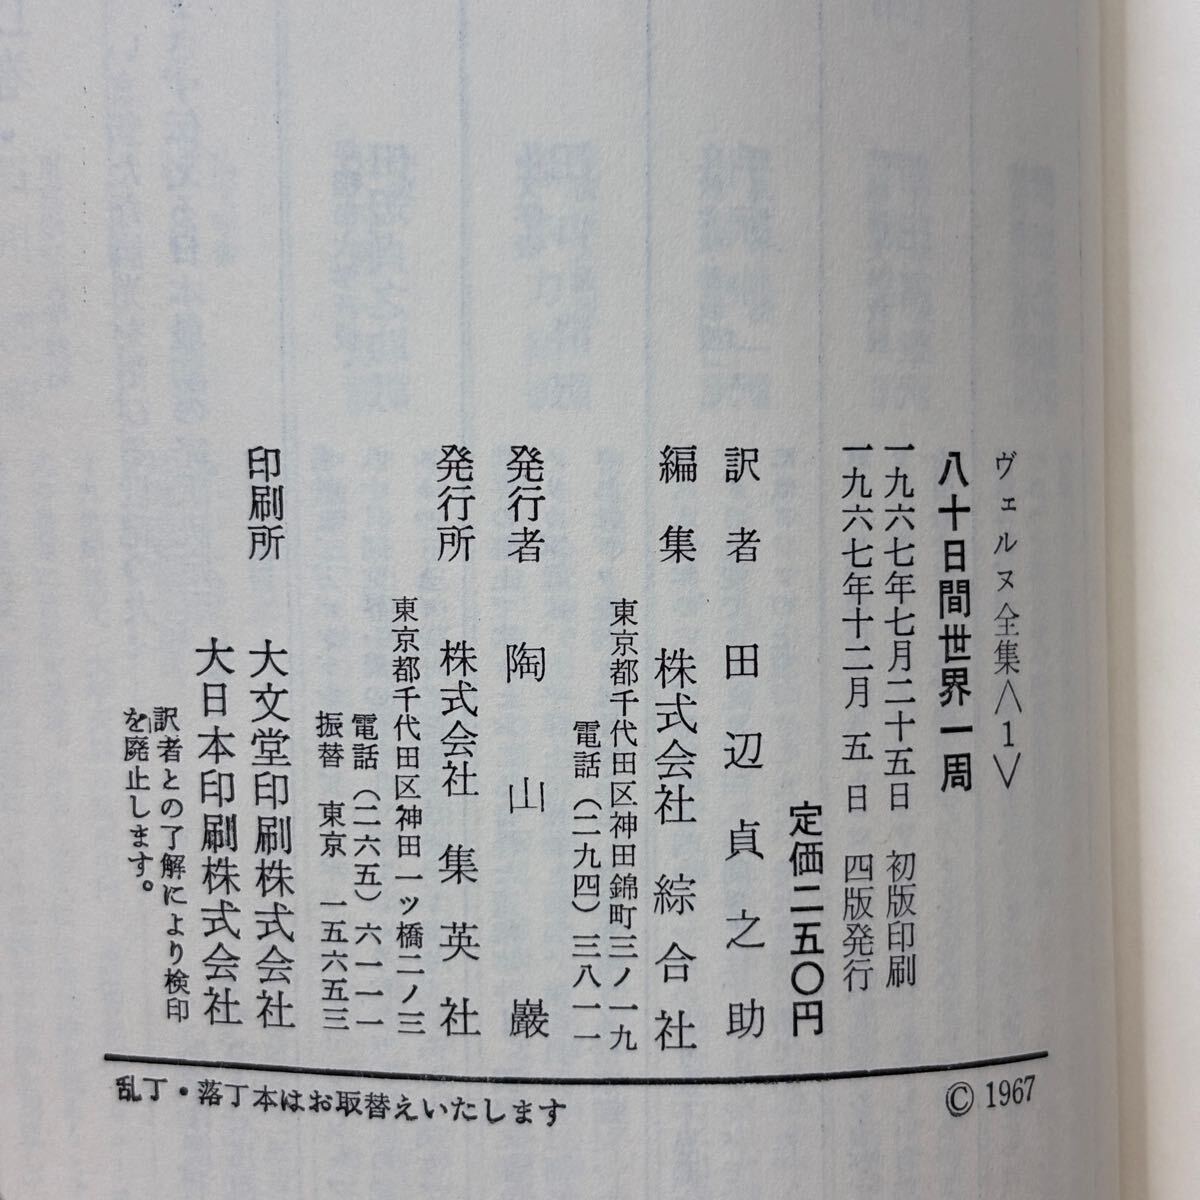 ヴェルヌ全集〈1〉
八十日間世界一周
一九六七年七月二十五日 初版印刷
一九六七年十二月 五 日 四版発行
定価二五〇円
訳者 田辺貞之助
編集 株式会社 綜合社
東京都千代田区神田錦町三ノ一九
電話(二九四)三八一一
発行者 陶山巖
発行所 株式会社 集英社
東京都千代田区神田一ッ橋二ノ三
電話(二六五)六一一一
振替 東京 一五六五三
印刷所 大文堂印刷株式会社
大日本印刷株式会社
訳者との了解により検印
を廃止します。
© 1967
乱丁・落丁本はお取替えいたします